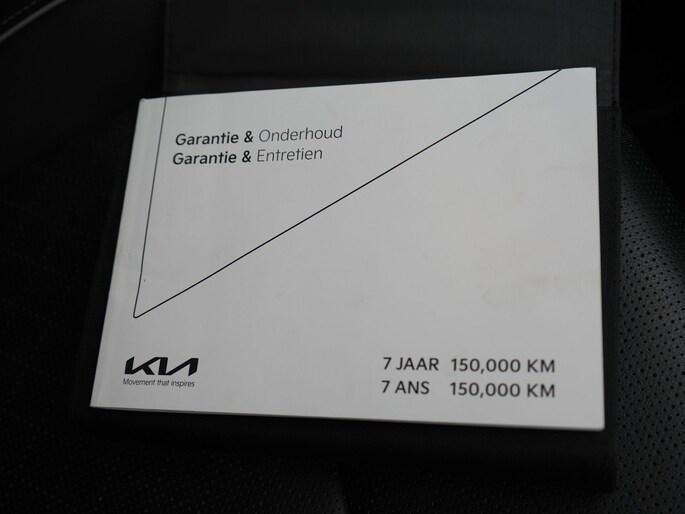 Garantie & Onderhoud
Garantie & Entretien
KIA
Movement that inspires
7 JAAR 150,000 KM
7 ANS 150,000 KM